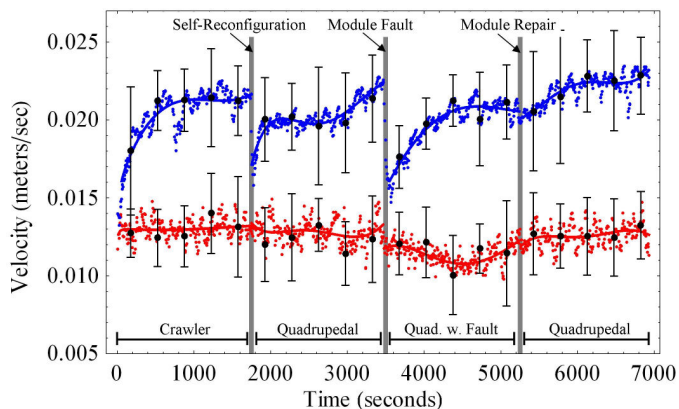 Self-Reconfiguration Module Fault Module Repair
0.025
0.020
0.015
0.010
0.005
Velocity (meters/sec)
Crawler Quadrupedal Quad. w. Fault Quadrupedal
0 1000 2000 3000 4000 5000 6000 7000
Time (seconds)